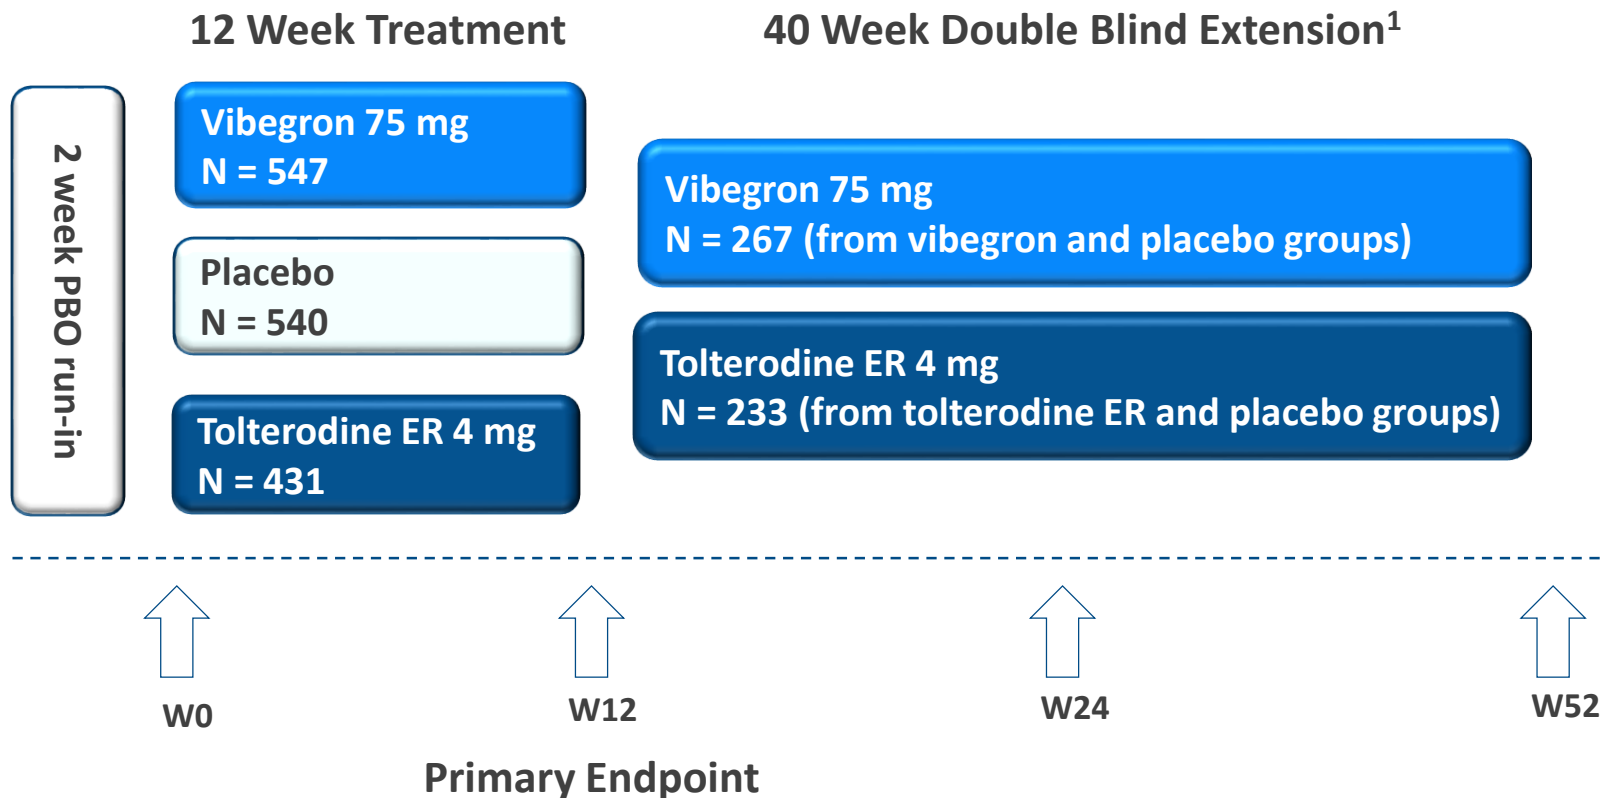 12 Week Treatment
40 Week Double Blind Extension¹
2 week PBO run-in
Vibegron 75 mg
N = 547
Placebo
N = 540
Tolterodine ER 4 mg
N = 431
Vibegron 75 mg
N = 267 (from vibegron and placebo groups)
Tolterodine ER 4 mg
N = 233 (from tolterodine ER and placebo groups)
W0
W12
W24
W52
Primary Endpoint